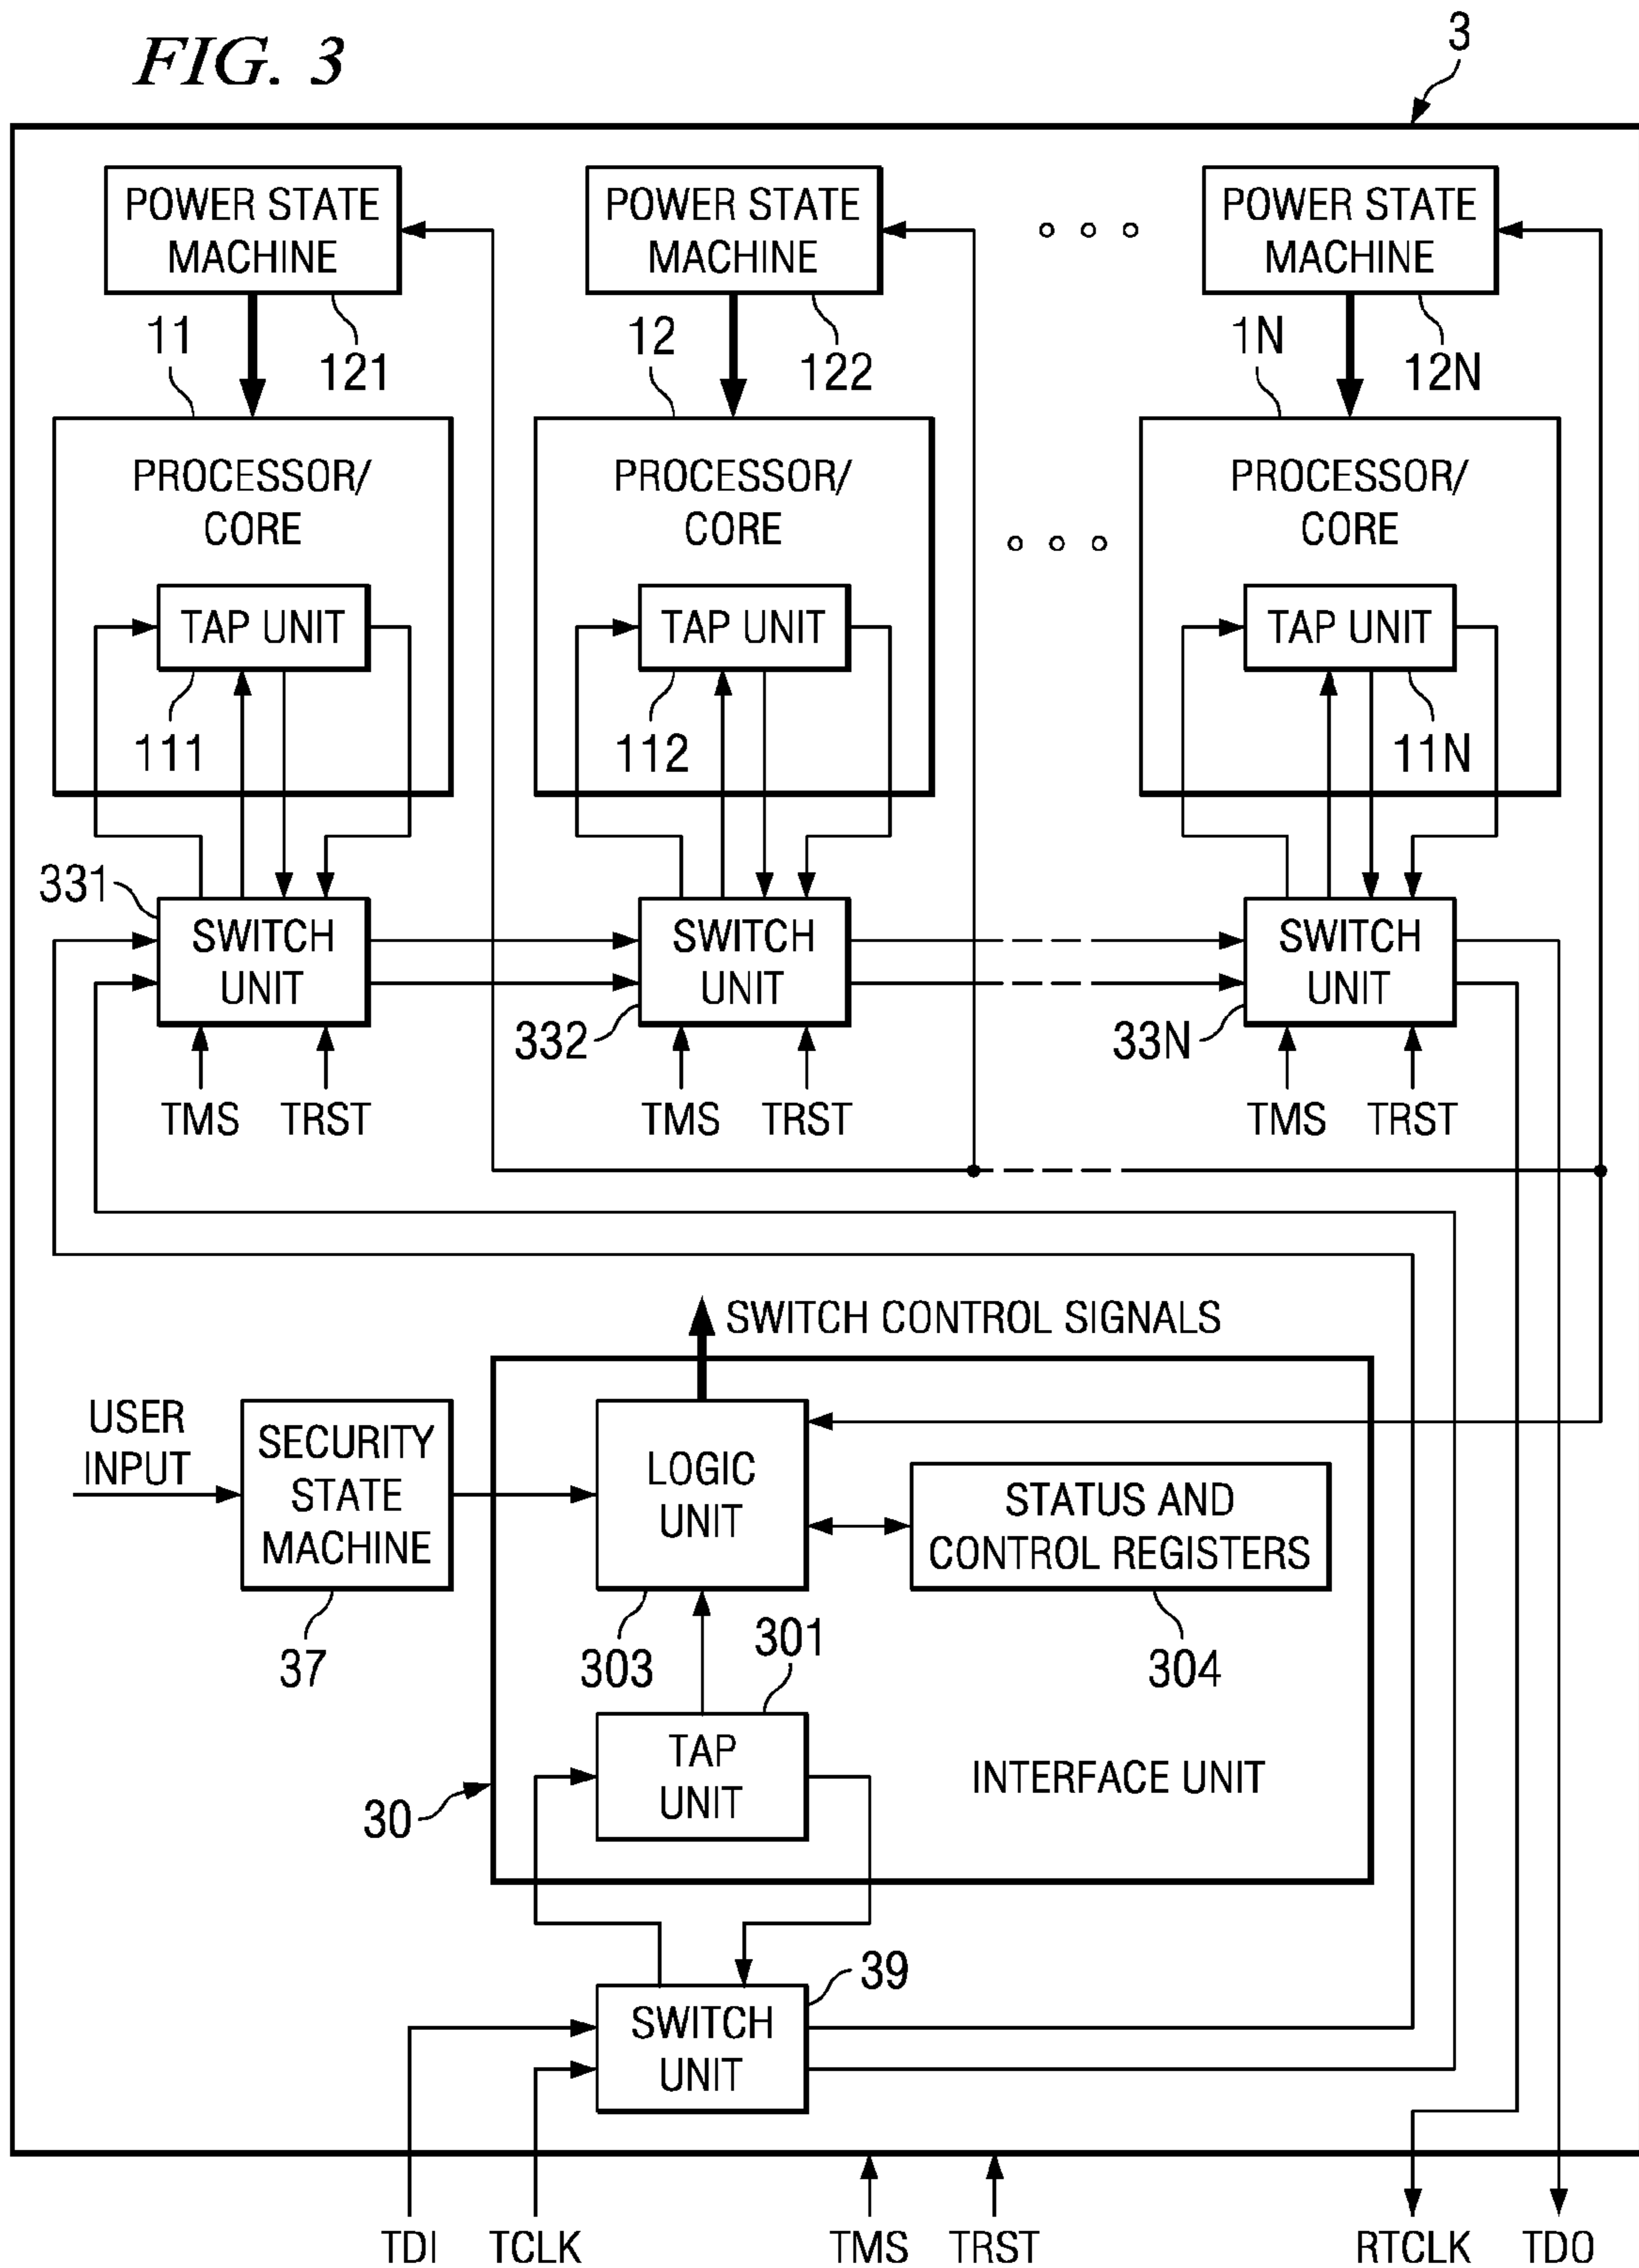 FIG. 3
3
POWER STATE
MACHINE
POWER STATE
MACHINE
POWER STATE
MACHINE
11
121
12
122
1N
12N
PROCESSOR/
CORE
PROCESSOR/
CORE
PROCESSOR/
CORE
TAP UNIT
TAP UNIT
TAP UNIT
111
112
11N
331
SWITCH
UNIT
332
SWITCH
UNIT
33N
SWITCH
UNIT
TMS
TRST
TMS
TRST
TMS
TRST
SWITCH CONTROL SIGNALS
USER
INPUT
SECURITY
STATE
MACHINE
LOGIC
UNIT
STATUS AND
CONTROL REGISTERS
37
303
301
304
TAP
UNIT
INTERFACE UNIT
30
39
SWITCH
UNIT
TDI
TCLK
TMS
TRST
RTCLK
TDO